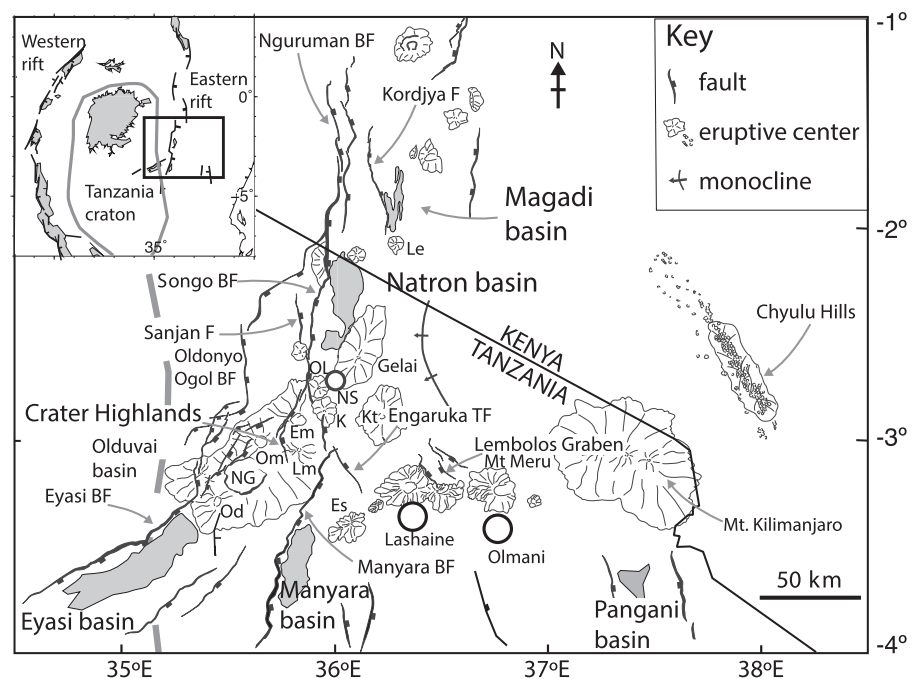 Western
rift
Eastern
rift
0°
-5°
Tanzania
craton
35°
Nguruman BF
Kordjya F
N
Key
fault
eruptive center
monocline
-1°
Magadi
basin
-2°
Le
Songo BF
Natron basin
Sanjan F
Oldonyo
Ogol BF
Gelai
KENYA
TANZANIA
Chyulu Hills
OL
NS
K
Kt
Engaruka TF
Crater Highlands
Em
Om
Lm
Lembolos Graben
Mt Meru
-3°
Olduvai
basin
NG
Eyasi BF
Od
Es
Lashaine
Olmani
Mt. Kilimanjaro
Manyara BF
Manyara
basin
Eyasi basin
Pangani
basin
50 km
-4°
35°E
36°E
37°E
38°E